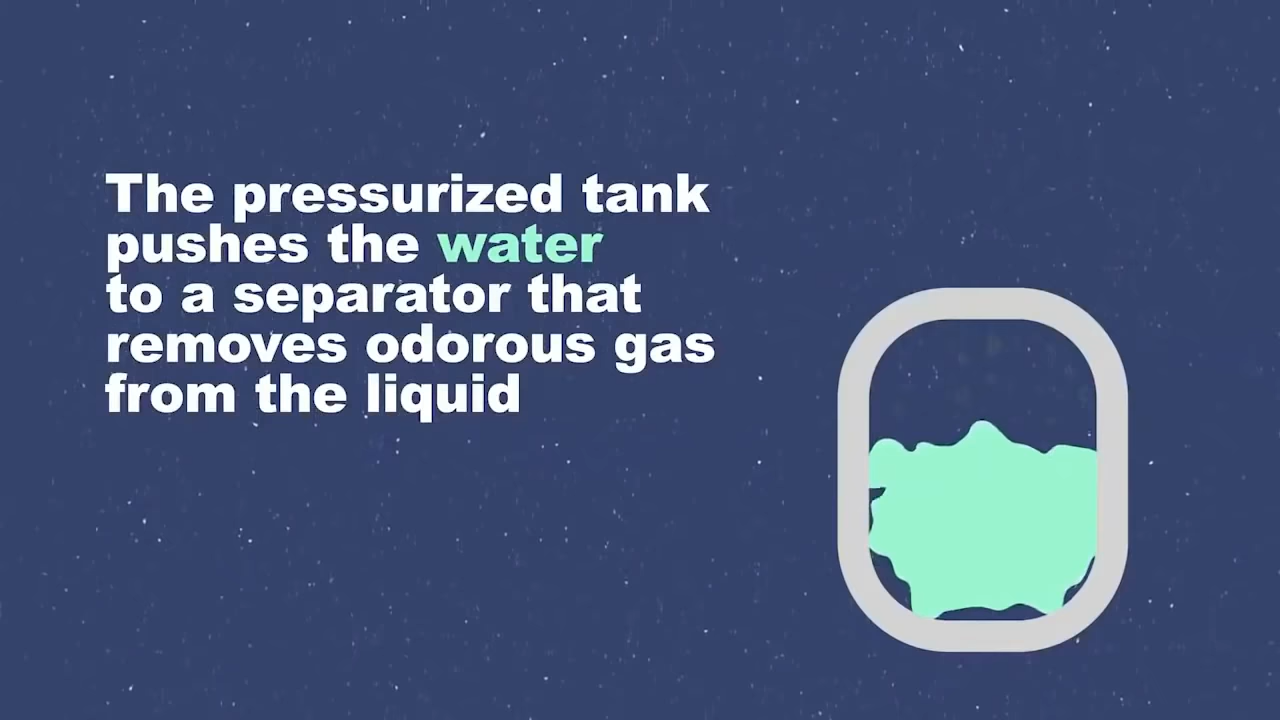 The pressurized tank
pushes the water
to a separator that
removes odorous gas
from the liquid